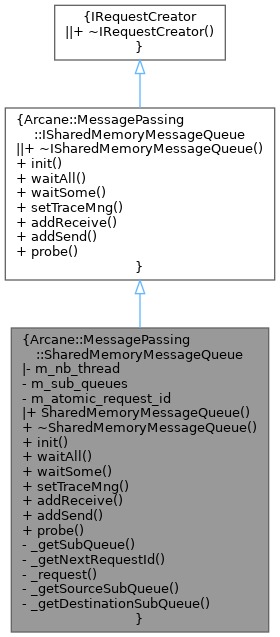 {IRequestCreator
||+ ~IRequestCreator()
}
{Arcane::MessagePassing
::ISharedMemoryMessageQueue
||+ ~ISharedMemoryMessageQueue()
+ init()
+ waitAll()
+ waitSome()
+ setTraceMng()
+ addReceive()
+ addSend()
+ probe()
}
{Arcane::MessagePassing
::SharedMemoryMessageQueue
|- m_nb_thread
- m_sub_queues
- m_atomic_request_id
|+ SharedMemoryMessageQueue()
+ ~SharedMemoryMessageQueue()
+ init()
+ waitAll()
+ waitSome()
+ setTraceMng()
+ addReceive()
+ addSend()
+ probe()
- _getSubQueue()
- _getNextRequestId()
- _request()
- _getSourceSubQueue()
- _getDestinationSubQueue()
}